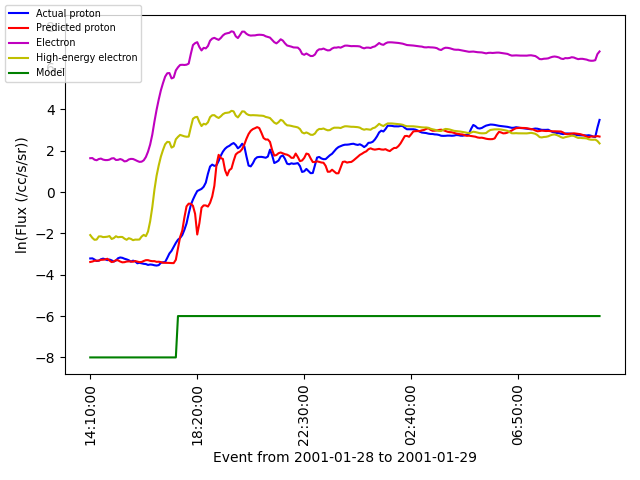 Actual proton
Predicted proton
Electron
High-energy electron
Model
ln(Flux (/cc/s/sr))
4
2
0
−2
−4
−6
−8
14:10:00
18:20:00
22:30:00
02:40:00
06:50:00
Event from 2001-01-28 to 2001-01-29